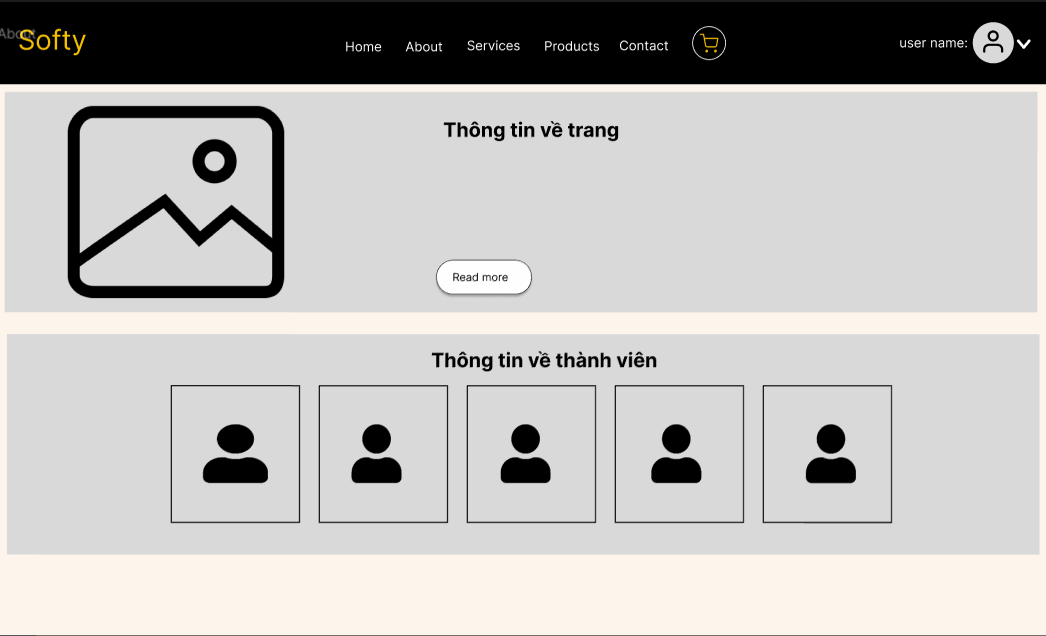 About
Softy
Home About Services Products Contact
user name:
Thông tin về trang
Read more
Thông tin về thành viên